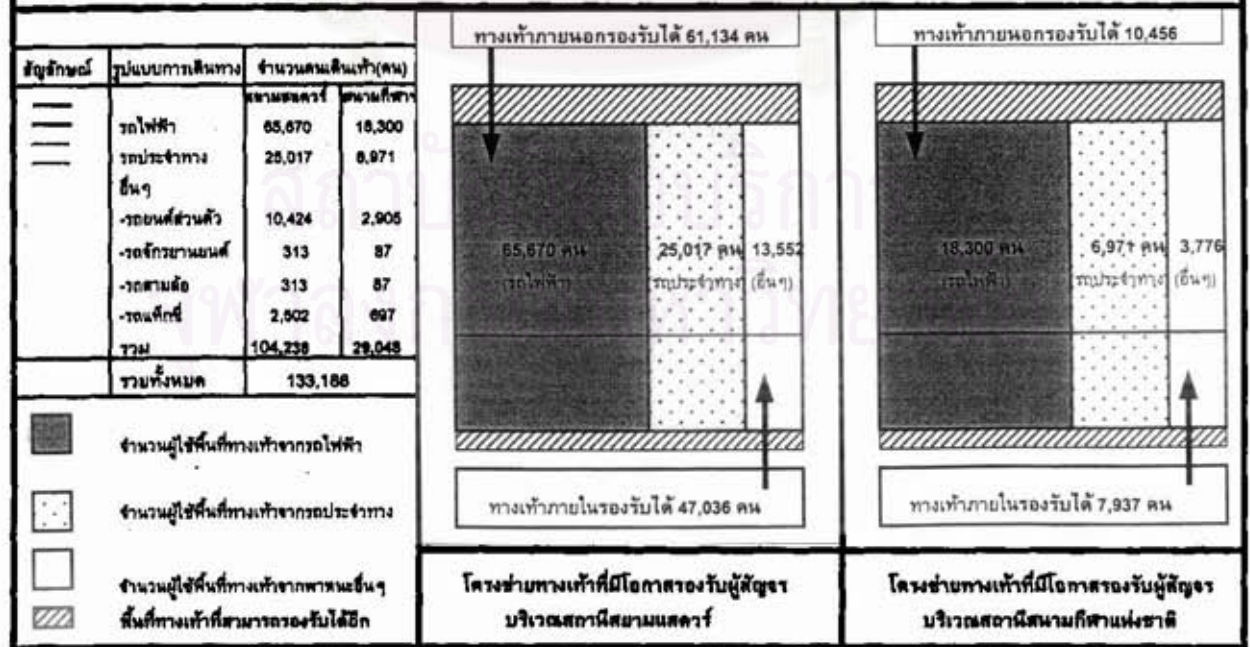 ทางเท้าภายนอกรองรับได้ 61,134 คน
ทางเท้าภายนอกรองรับได้ 10,456
สัญลักษณ์ รูปแบบการเดินทาง จำนวนคนเดินเท้า(คน)
สยามสแควร์ สนามกีฬาฯ
รถไฟฟ้า 65,670 18,300
รถประจำทาง 25,017 6,971
อื่นๆ
-รถยนต์ส่วนตัว 10,424 2,905
-รถจักรยานยนต์ 313 87
-รถสามล้อ 313 87
-รถแท็กซี่ 2,502 697
รวม 104,238 29,048
รวมทั้งหมด 133,186
จำนวนผู้ใช้พื้นที่ทางเท้าจากรถไฟฟ้า
จำนวนผู้ใช้พื้นที่ทางเท้าจากรถประจำทาง
จำนวนผู้ใช้พื้นที่ทางเท้าจากพาหนะอื่นๆ
พื้นที่ทางเท้าที่สามารถรองรับได้อีก
65,670 คน 25,017 คน 13,552
(รถไฟฟ้า) (รถประจำทาง) (อื่นๆ)
ทางเท้าภายในรองรับได้ 47,036 คน
โครงข่ายทางเท้าที่มีโอกาสรองรับผู้สัญจร
บริเวณสถานีสยามแสควร์
18,300 คน 6,971 คน 3,776
(รถไฟฟ้า) (รถประจำทาง) (อื่นๆ)
ทางเท้าภายในรองรับได้ 7,937 คน
โครงข่ายทางเท้าที่มีโอกาสรองรับผู้สัญจร
บริเวณสถานีสนามกีฬาแห่งชาติ